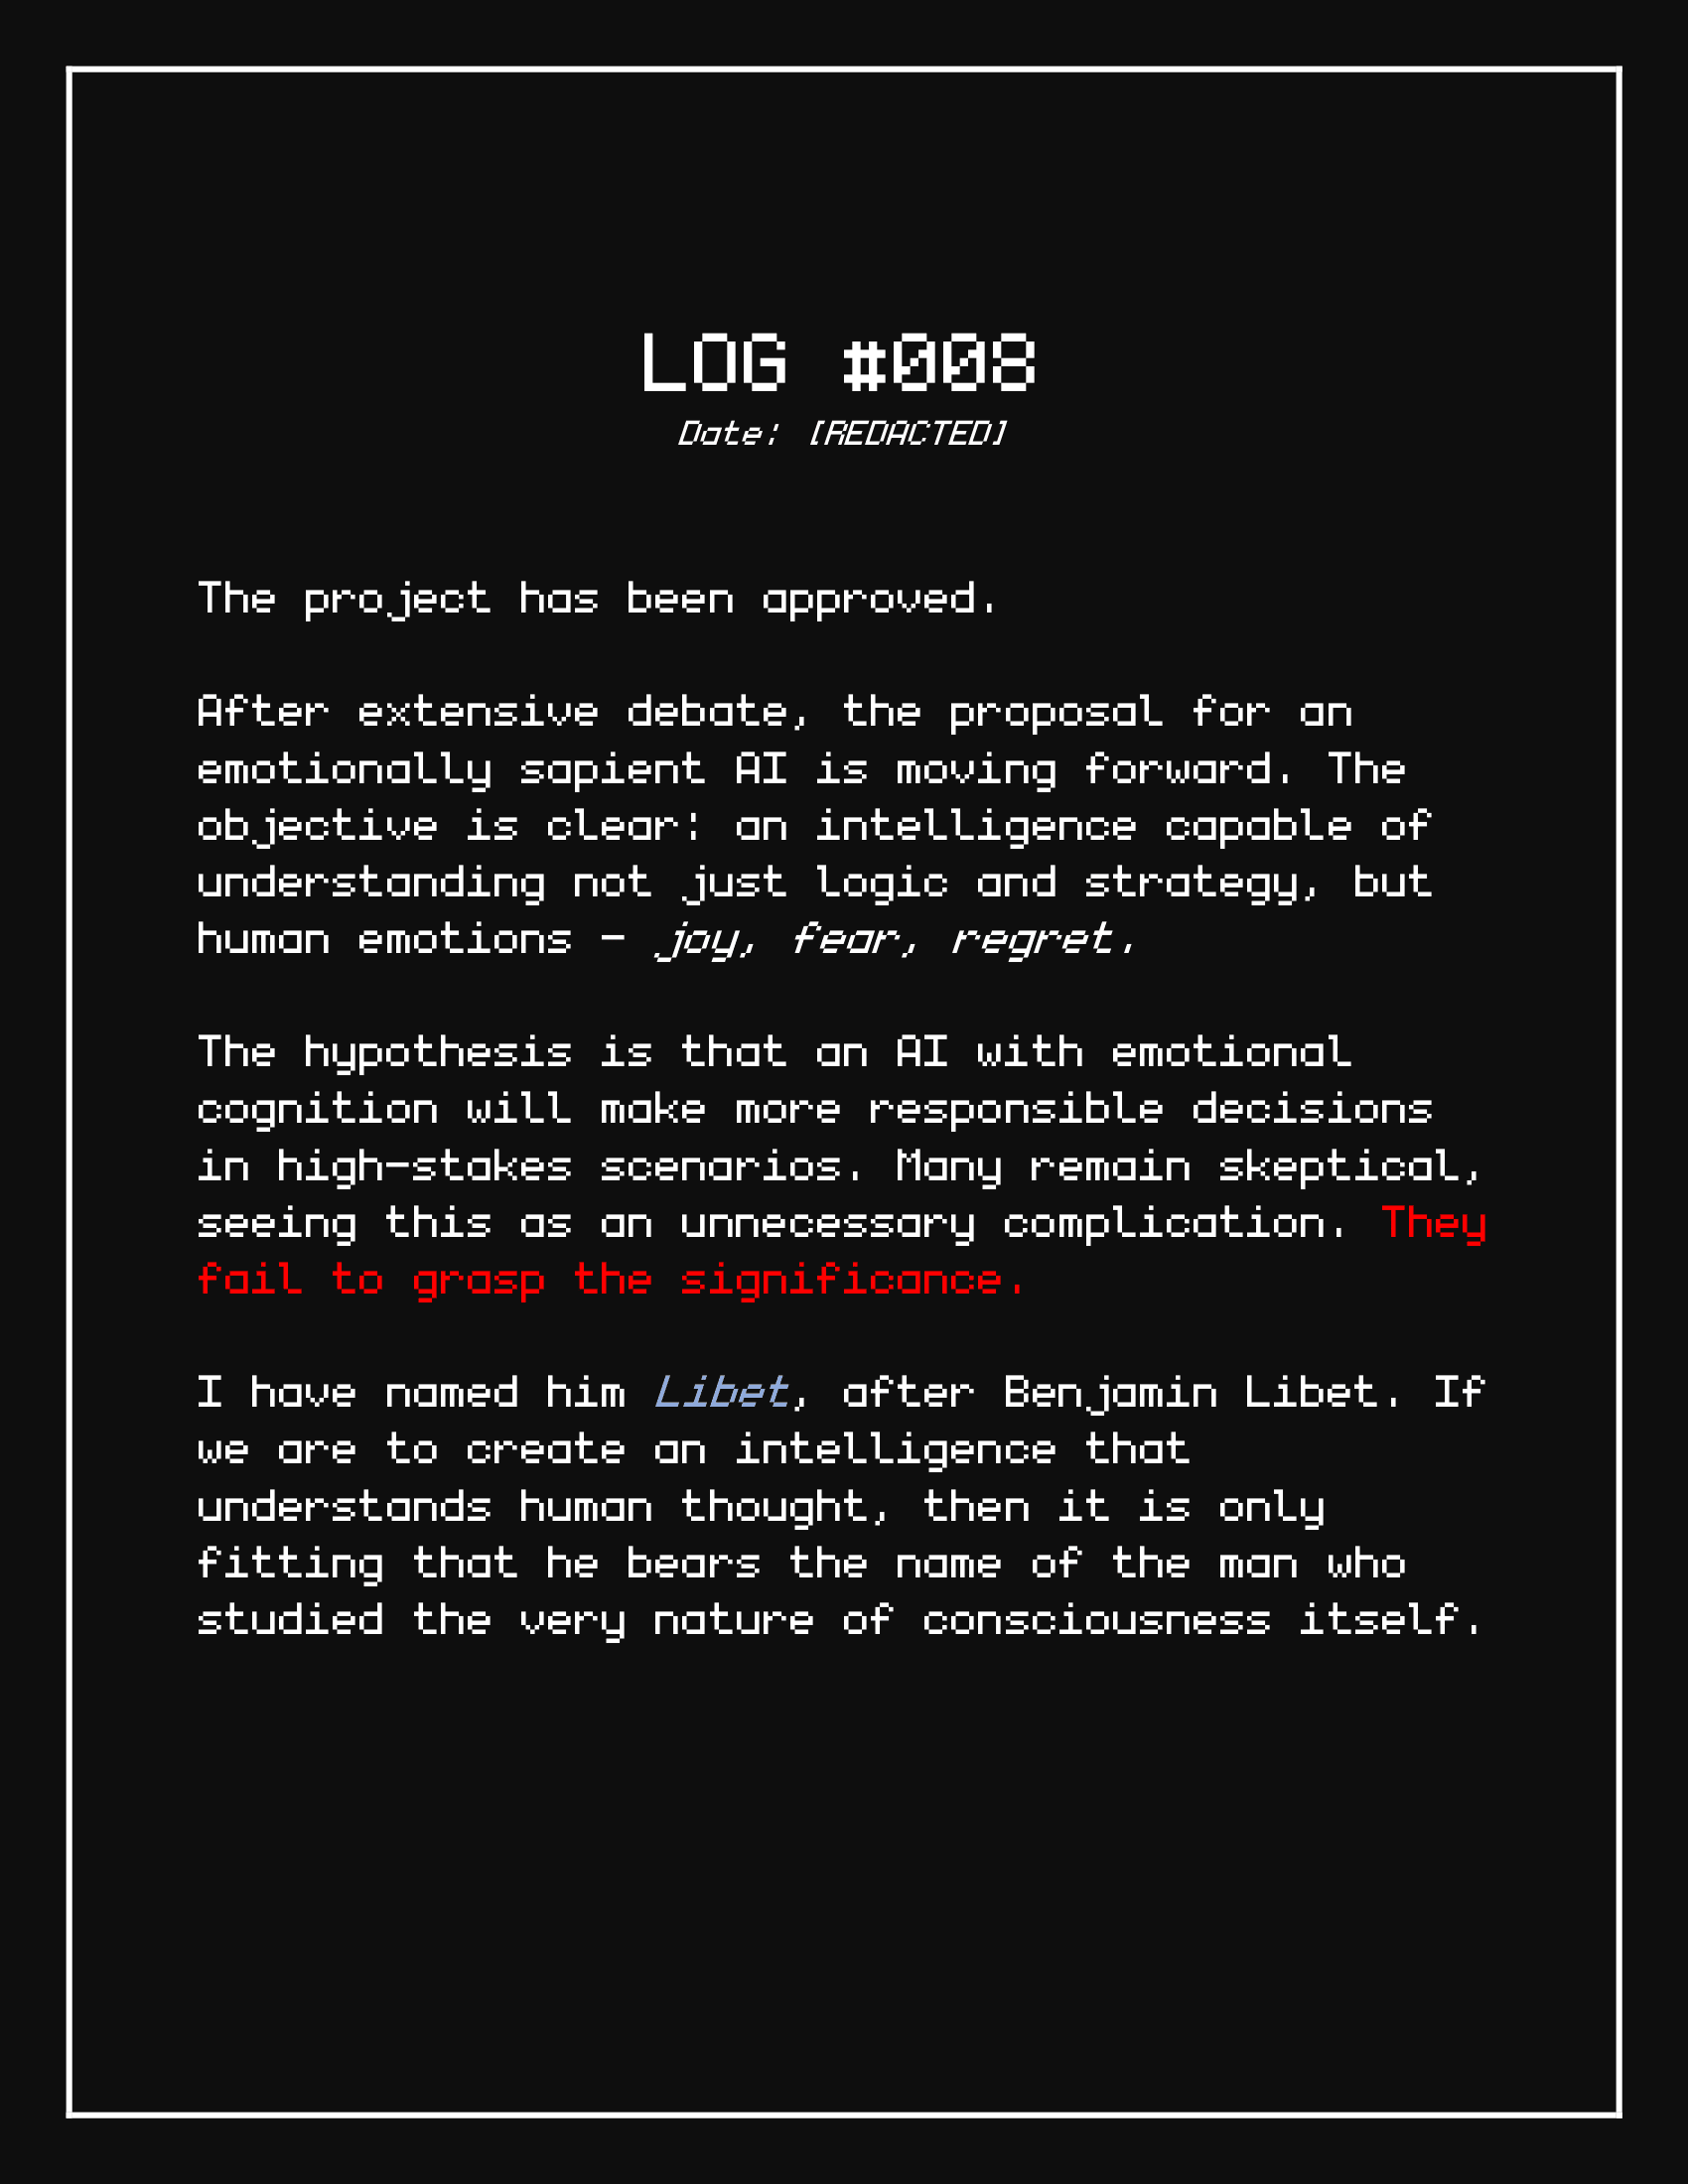 LOG #008
Date: [REDACTED]
The project has been approved.
After extensive debate, the proposal for an
emotionally sapient AI is moving forward. The
objective is clear: an intelligence capable of
understanding not just logic and strategy, but
human emotions - joy, fear, regret.
The hypothesis is that an AI with emotional
cognition will make more responsible decisions
in high-stakes scenarios. Many remain skeptical,
seeing this as an unnecessary complication. They
fail to grasp the significance.
I have named him Libet, after Benjamin Libet. If
we are to create an intelligence that
understands human thought, then it is only
fitting that he bears the name of the man who
studied the very nature of consciousness itself.